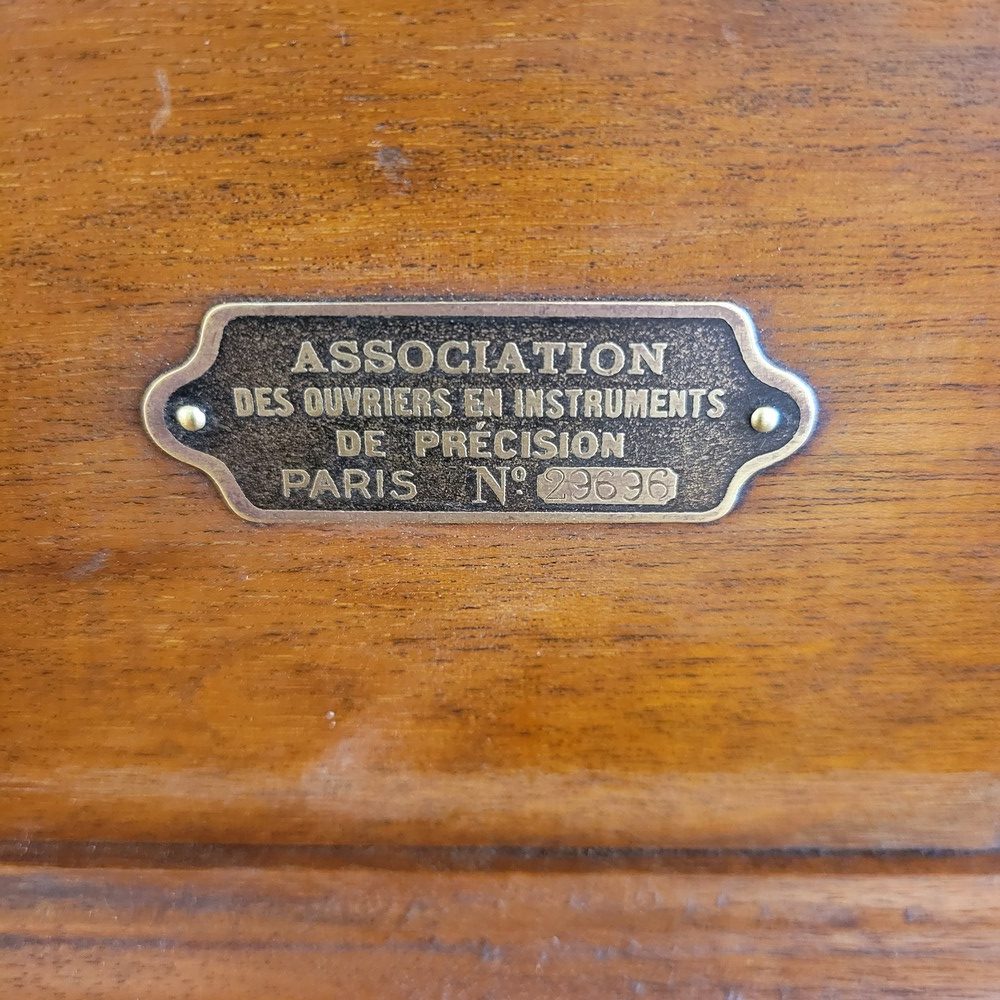 ASSOCIATION
DES OUVRIERS EN INSTRUMENTS
DE PRÉCISION
PARIS Nº 29696